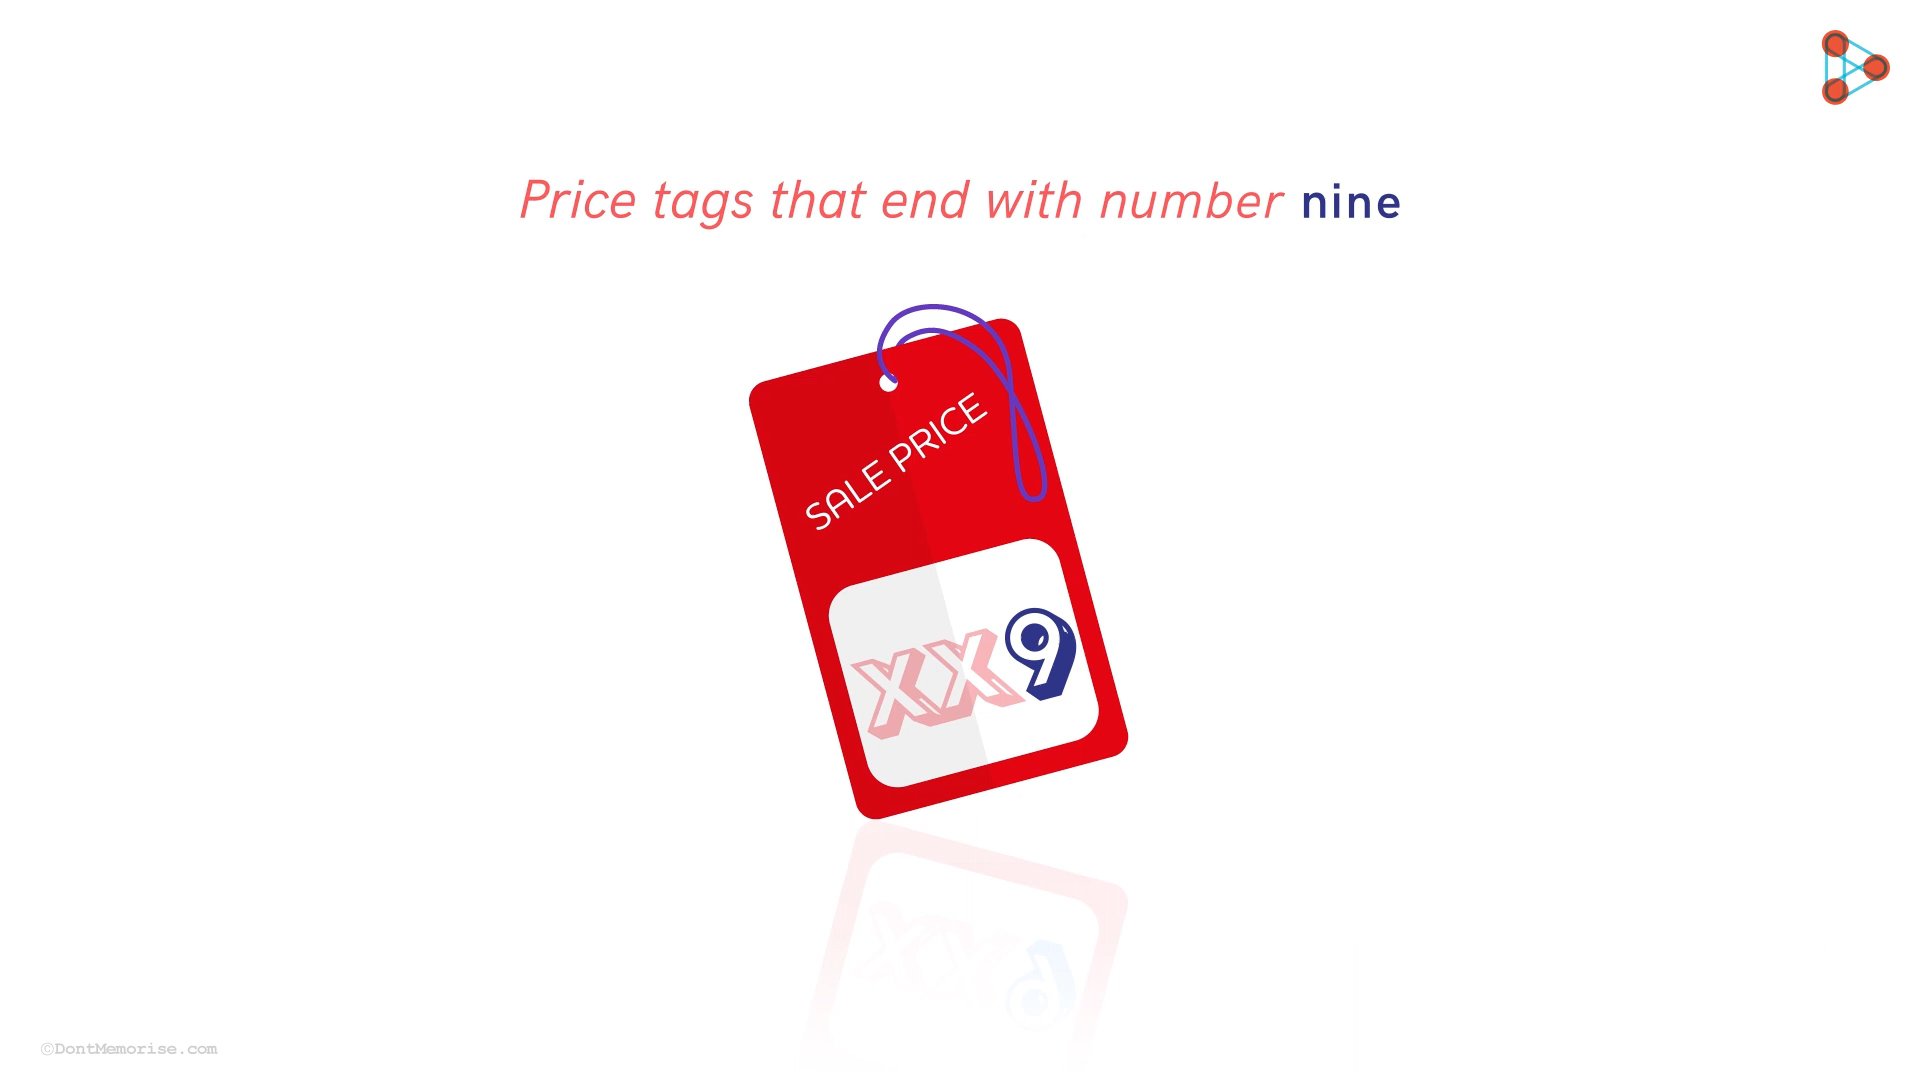 Price tags that end with number nine
SALE PRICE
XX9
©DontMemorise.com